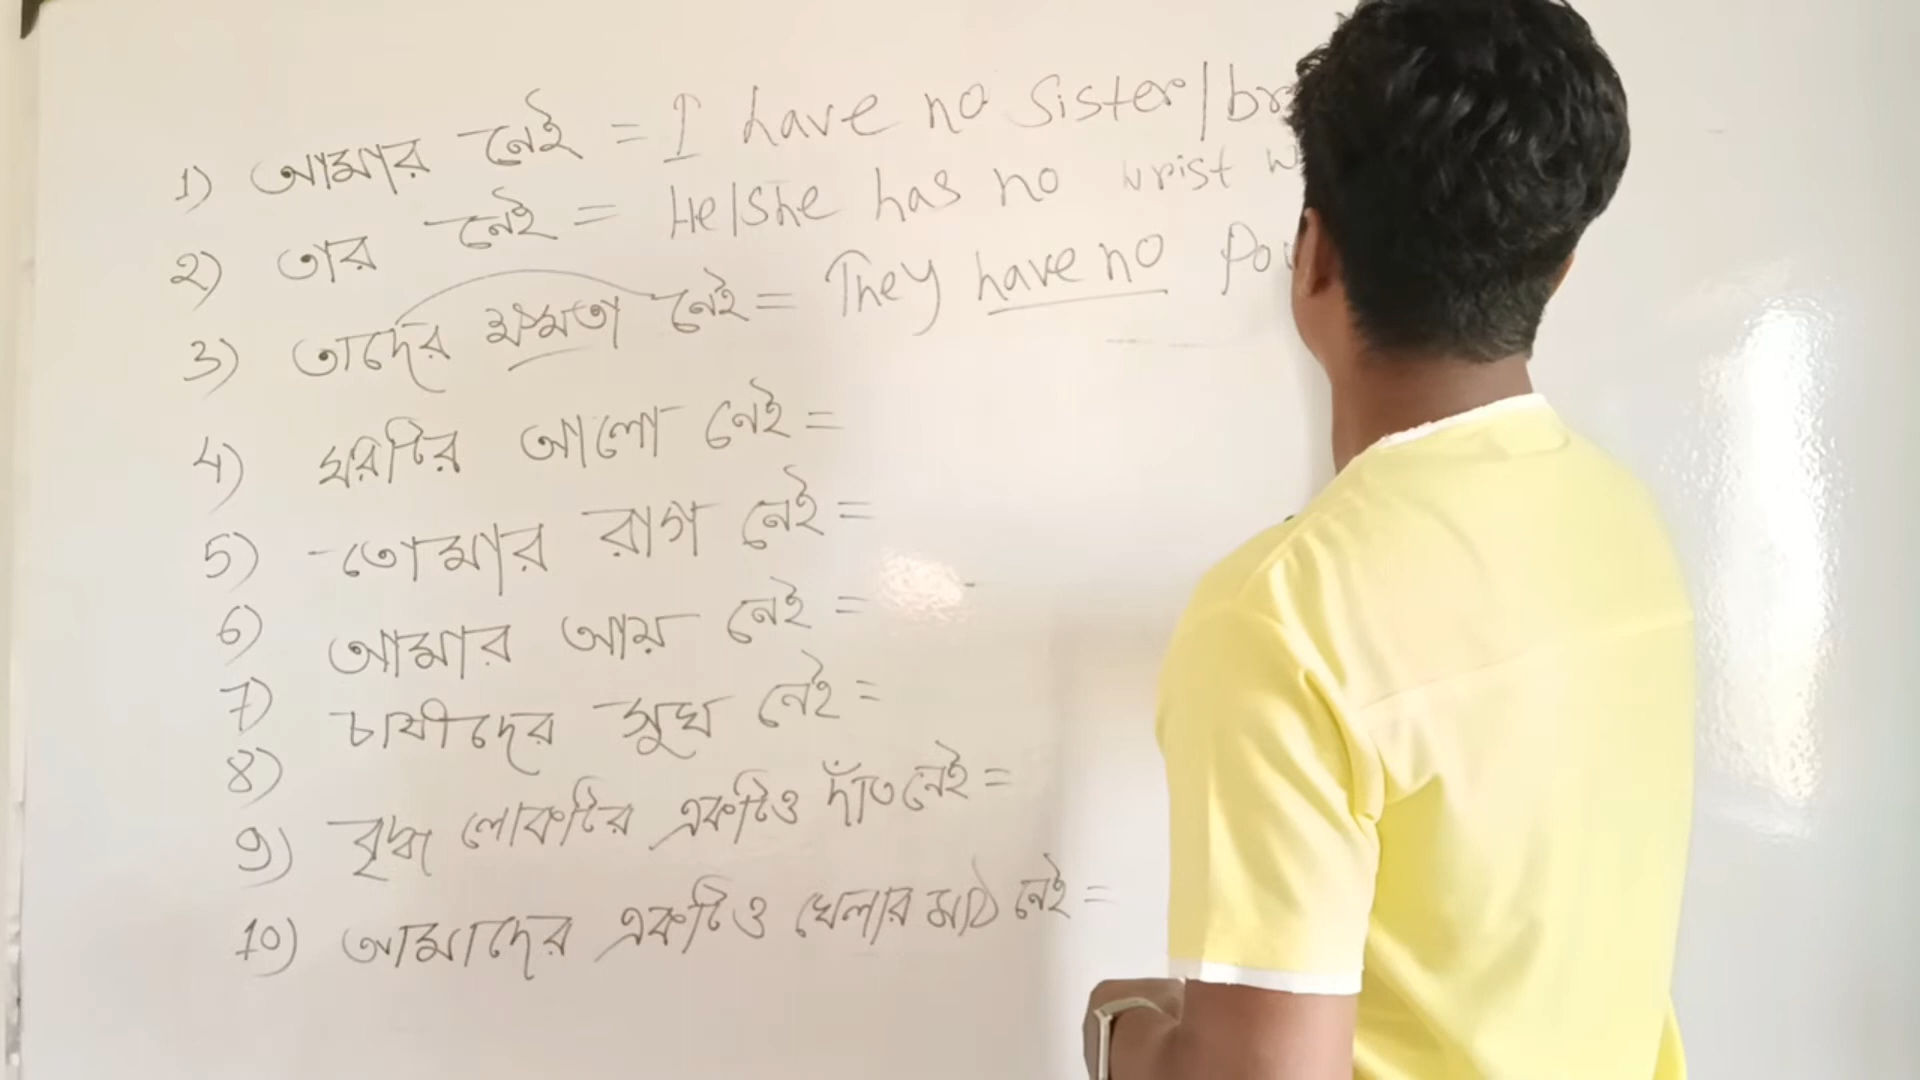 1) আমার নেই = I have no Sister/br
2) তার নেই = He/She has no wrist w
3) তাদের ক্ষমতা নেই = They have no Pow
4) ঘরটির আলো নেই =
5) তোমার রাগ নেই =
6) আমার আয় নেই =
7) চাষীদের সুখ নেই =
8)
9) বৃদ্ধ লোকটির একটিও দাঁত নেই =
10) আমাদের একটিও খেলার মাঠ নেই =